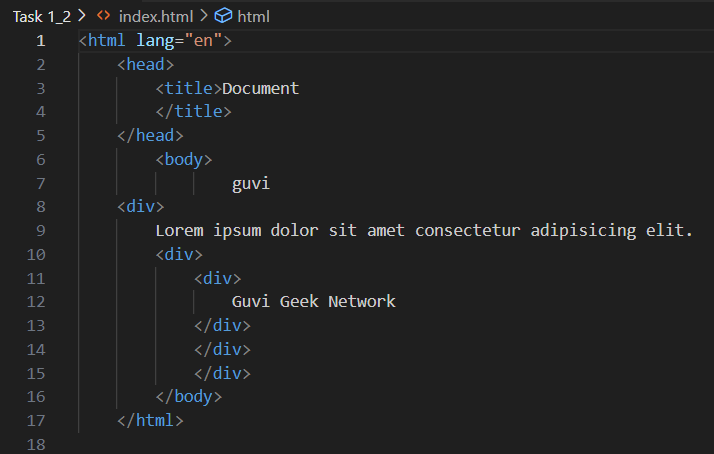 Task 1_2 > <> index.html > html
1 <html lang="en">
2     <head>
3         <title>Document
4         </title>
5     </head>
6         <body>
7                 guvi
8     <div>
9         Lorem ipsum dolor sit amet consectetur adipisicing elit.
10         <div>
11             <div>
12                 Guvi Geek Network
13             </div>
14             </div>
15             </div>
16         </body>
17     </html>
18